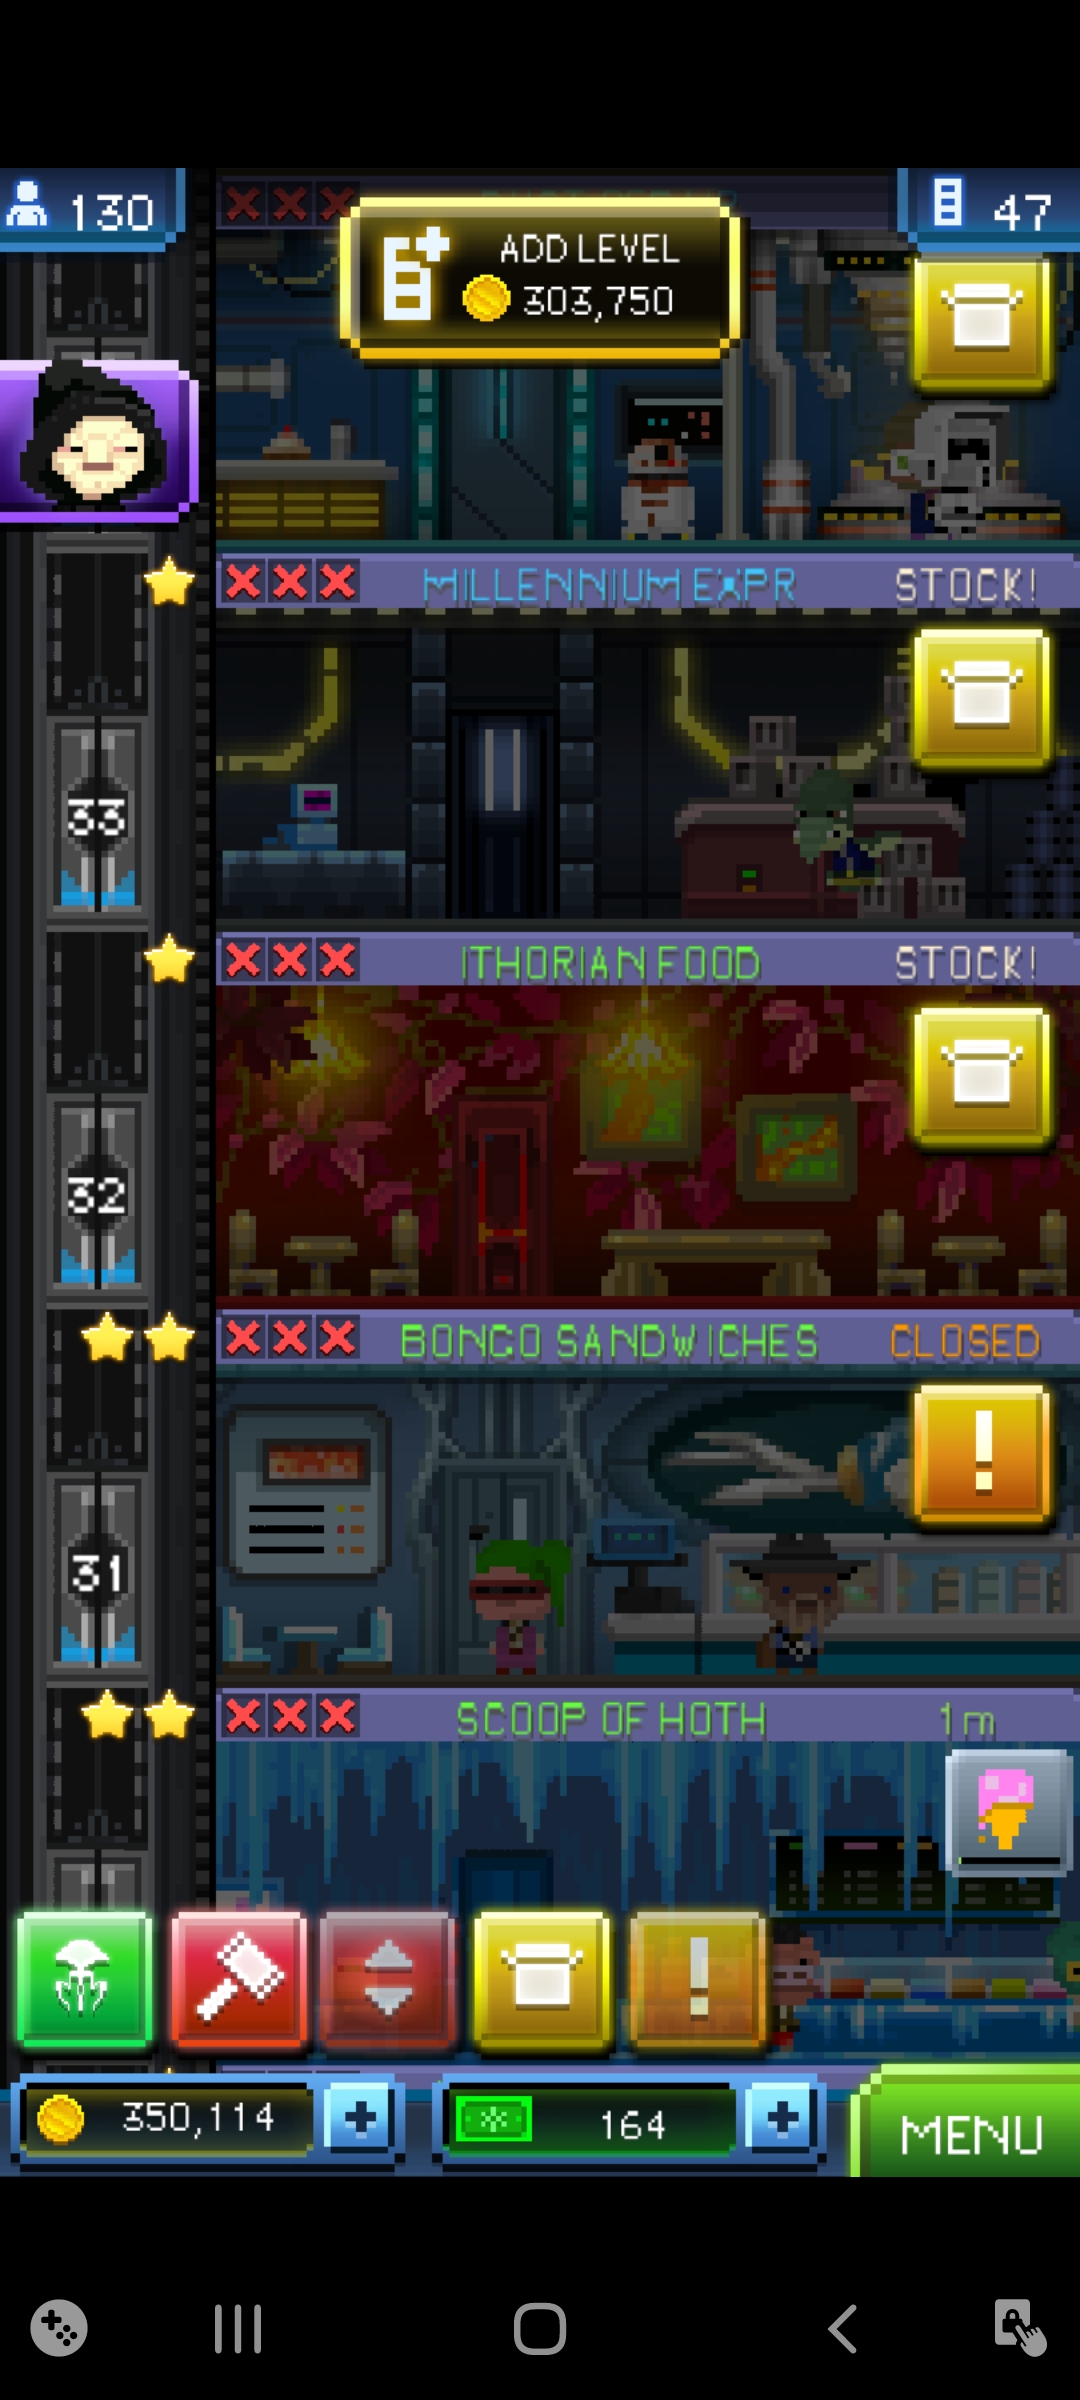 130
47
ADD LEVEL
303,750
MILLENNIUM EXPR
STOCK!
33
ITHORIAN FOOD
STOCK!
32
BONGO SANDWICHES
CLOSED
31
SCOOP OF HOTH
1m
350,114
164
MENU